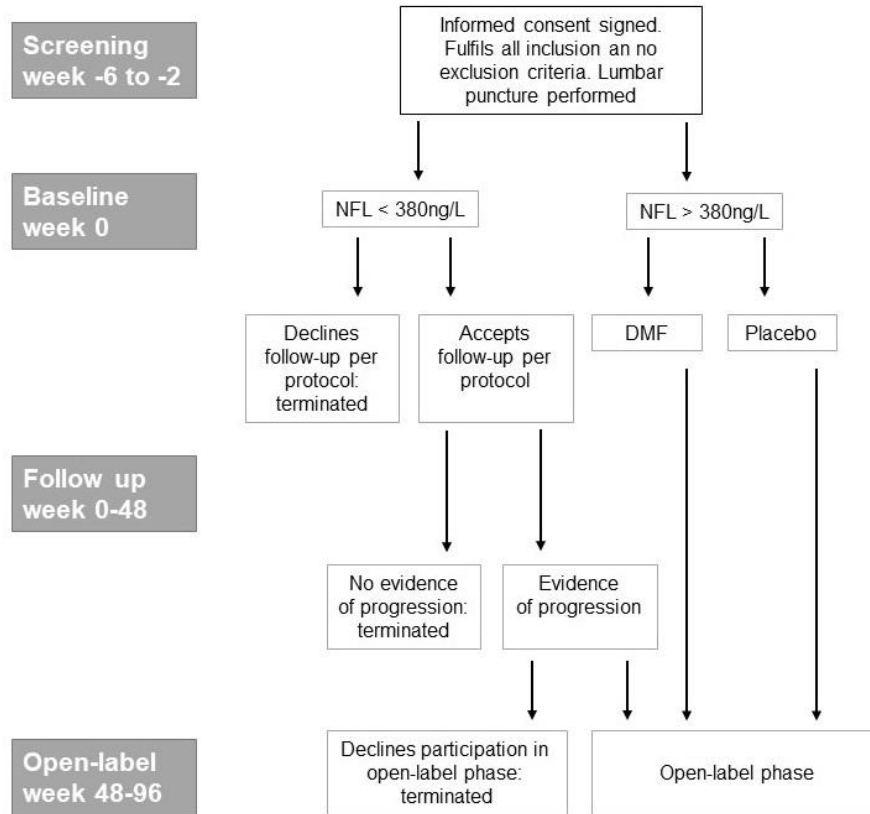 Screening
week -6 to -2
Informed consent signed.
Fulfils all inclusion an no
exclusion criteria. Lumbar
puncture performed
Baseline
week 0
NFL < 380ng/L
NFL > 380ng/L
Declines
follow-up per
protocol:
terminated
Accepts
follow-up per
protocol
DMF
Placebo
Follow up
week 0-48
No evidence
of progression:
terminated
Evidence
of progression
Open-label
week 48-96
Declines participation in
open-label phase:
terminated
Open-label phase